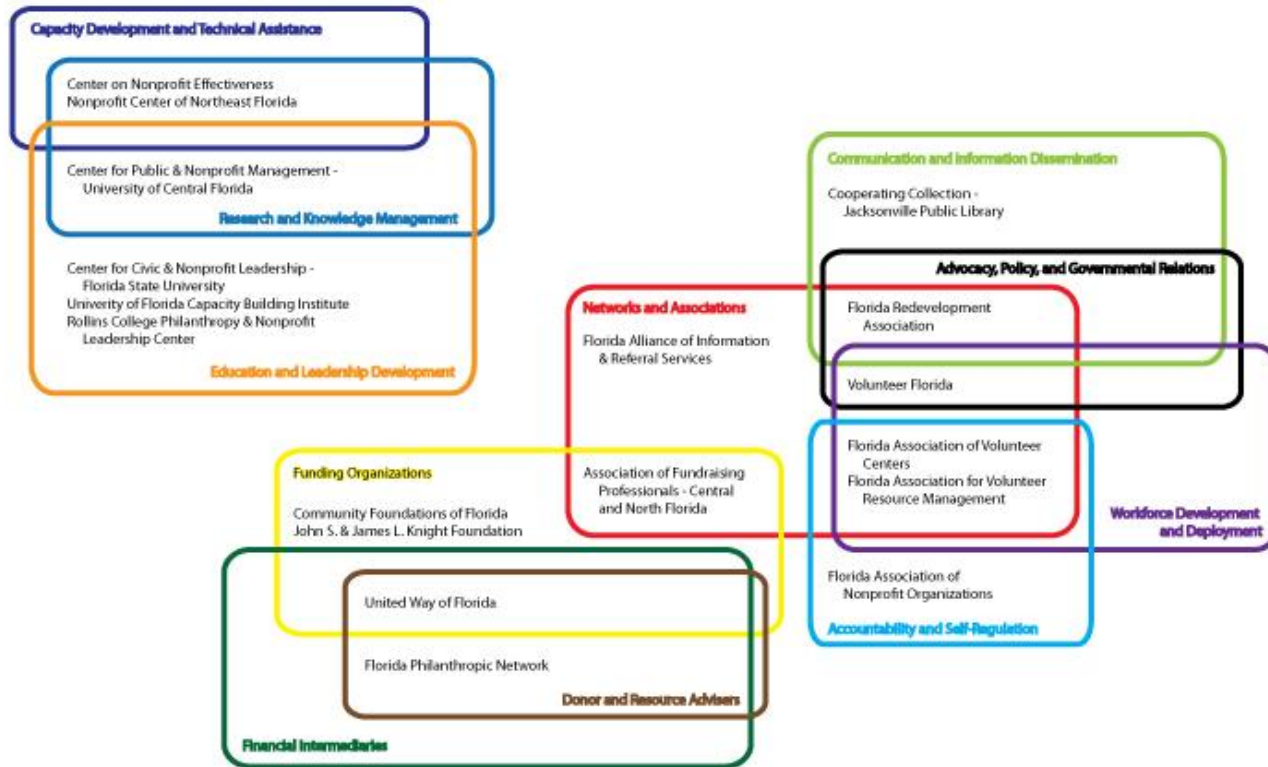 Capacity Development and Technical Assistance
Center on Nonprofit Effectiveness
Nonprofit Center of Northeast Florida
Center for Public & Nonprofit Management -
University of Central Florida
Research and Knowledge Management
Center for Civic & Nonprofit Leadership -
Florida State University
Univerity of Florida Capacity Building Institute
Rollins College Philanthropy & Nonprofit
Leadership Center
Education and Leadership Development
Communication and Information Dissemination
Cooperating Collection -
Jacksonville Public Library
Advocacy, Policy, and Governmental Relations
Networks and Associations
Florida Redevelopment
Association
Florida Alliance of Information
& Referral Services
Volunteer Florida
Florida Association of Volunteer
Centers
Florida Association for Volunteer
Resource Management
Workforce Development
and Deployment
Funding Organizations
Association of Fundraising
Professionals - Central
and North Florida
Community Foundations of Florida
John S. & James L. Knight Foundation
Florida Association of
Nonprofit Organizations
Accountability and Self-Regulation
United Way of Florida
Florida Philanthropic Network
Donor and Resource Advisers
Financial Intermediaries